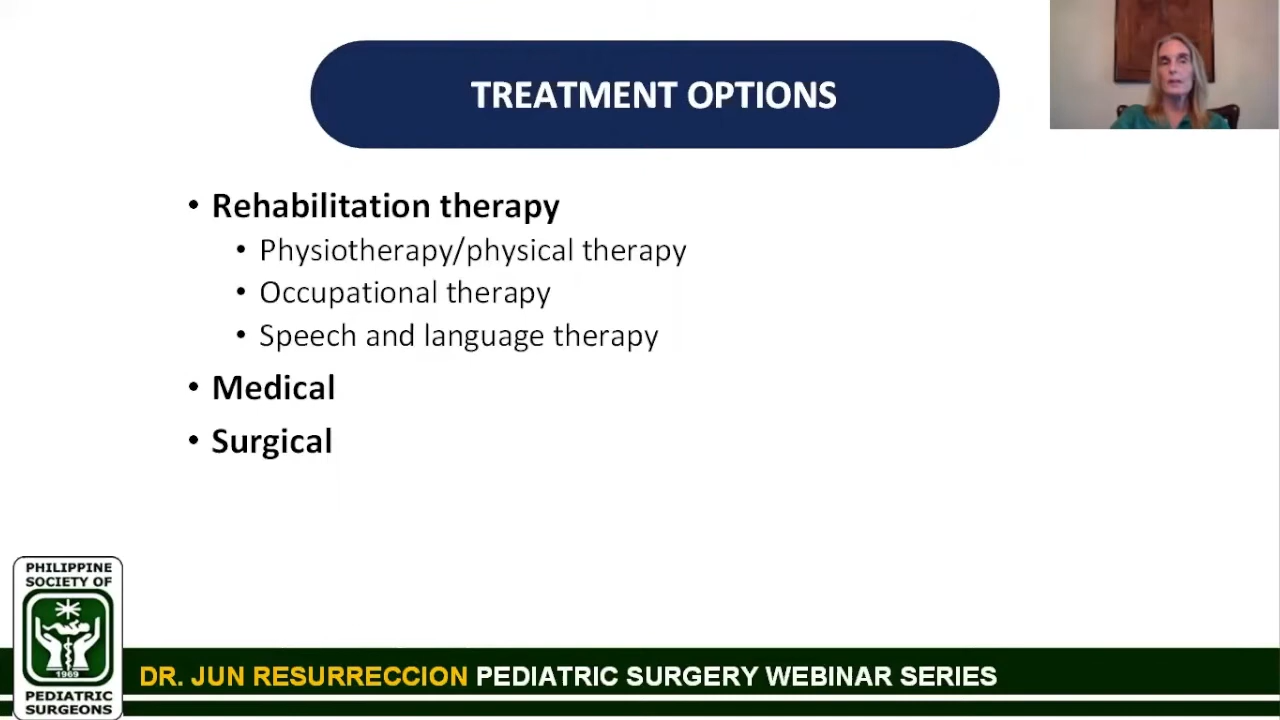 TREATMENT OPTIONS
• Rehabilitation therapy
• Physiotherapy/physical therapy
• Occupational therapy
• Speech and language therapy
• Medical
• Surgical
PHILIPPINE
SOCIETY OF
1969
PEDIATRIC
SURGEONS
DR. JUN RESURRECCION PEDIATRIC SURGERY WEBINAR SERIES